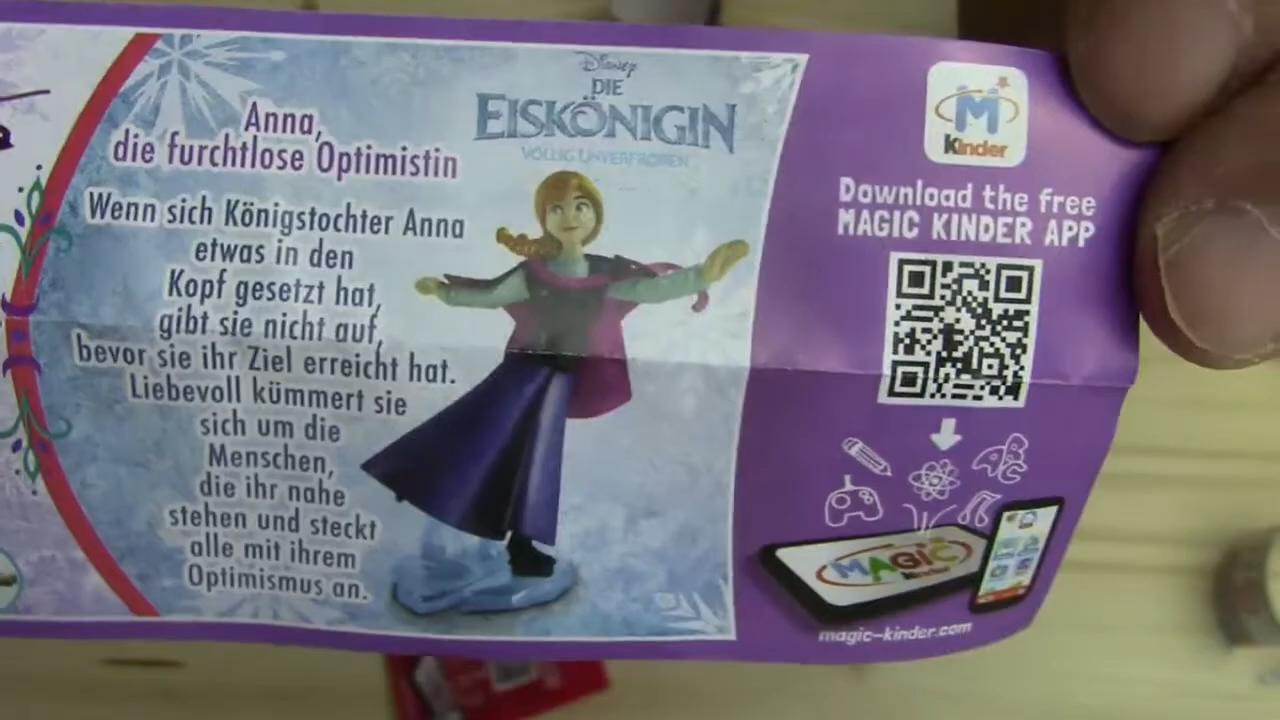 Anna,
die furchtlose Optimistin
Wenn sich Königstochter Anna
etwas in den
Kopf gesetzt hat,
gibt sie nicht auf,
bevor sie ihr Ziel erreicht hat.
Liebevoll kümmert sie
sich um die
Menschen,
die ihr nahe
stehen und steckt
alle mit ihrem
Optimismus an.
Disney
DIE
EISKÖNIGIN
VÖLLIG UNVERFROREN
M
Kinder
Download the free
MAGIC KINDER APP
MAGIC
Kinder
magic-kinder.com